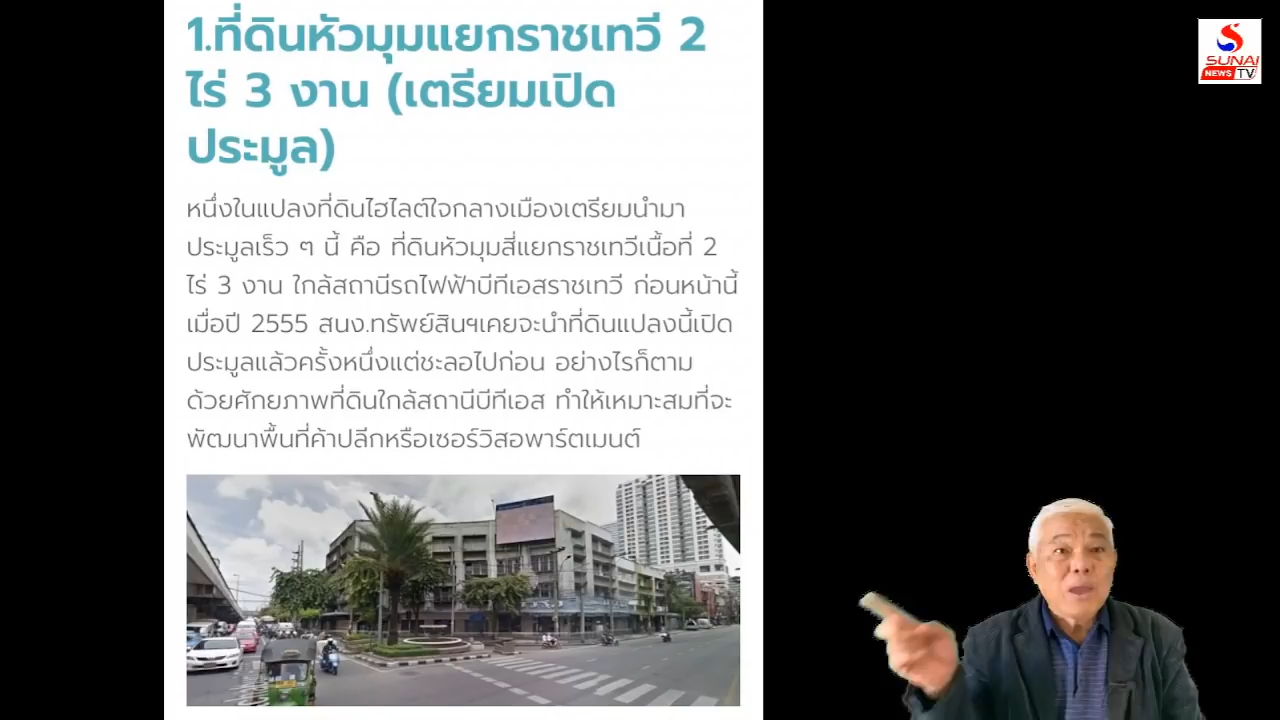 1.ที่ดินหัวมุมแยกราชเทวี 2
ไร่ 3 งาน (เตรียมเปิด
ประมูล)
หนึ่งในแปลงที่ดินไฮไลต์ใจกลางเมืองเตรียมนำมา
ประมูลเร็ว ๆ นี้ คือ ที่ดินหัวมุมสี่แยกราชเทวีเนื้อที่ 2
ไร่ 3 งาน ใกล้สถานีรถไฟฟ้าบีทีเอสราชเทวี ก่อนหน้านี้
เมื่อปี 2555 สนง.ทรัพย์สินฯเคยจะนำที่ดินแปลงนี้เปิด
ประมูลแล้วครั้งหนึ่งแต่ชะลอไปก่อน อย่างไรก็ตาม
ด้วยศักยภาพที่ดินใกล้สถานีบีทีเอส ทำให้เหมาะสมที่จะ
พัฒนาพื้นที่ค้าปลีกหรือเซอร์วิสอพาร์ตเมนต์
SUNAI
NEWS TV